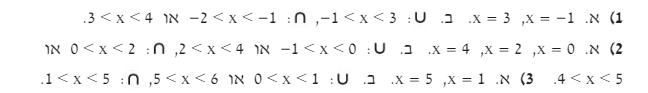 1) א. x = −1, x = 3. ב. U: −1 < x < 3, ∩: −2 < x < −1 או 3 < x < 4.
2) א. x = 0, x = 2, x = 4. ב. U: −1 < x < 0 או 2 < x < 4, ∩: 0 < x < 2 או
4 < x < 5. 3) א. x = 1, x = 5. ב. U: 0 < x < 1 או 5 < x < 6, ∩: 1 < x < 5.